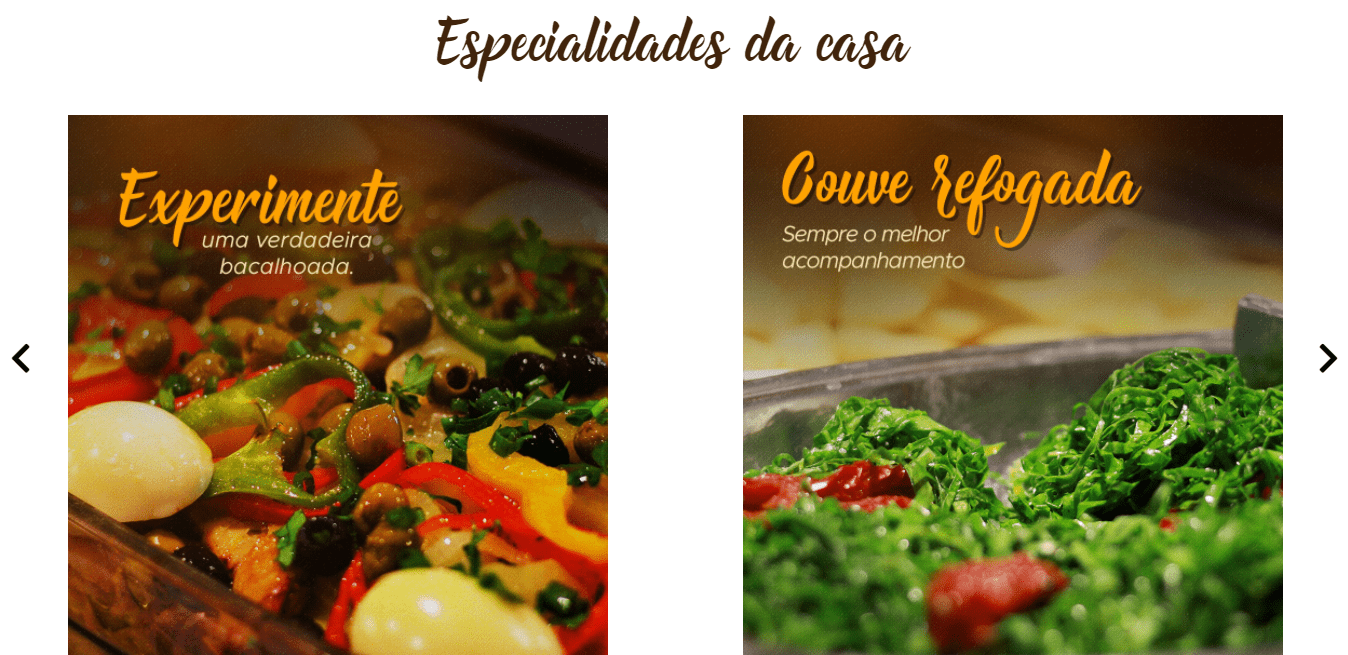 Especialidades da casa
Experimente
uma verdadeira
bacalhoada.
Couve refogada
Sempre o melhor
acompanhamento